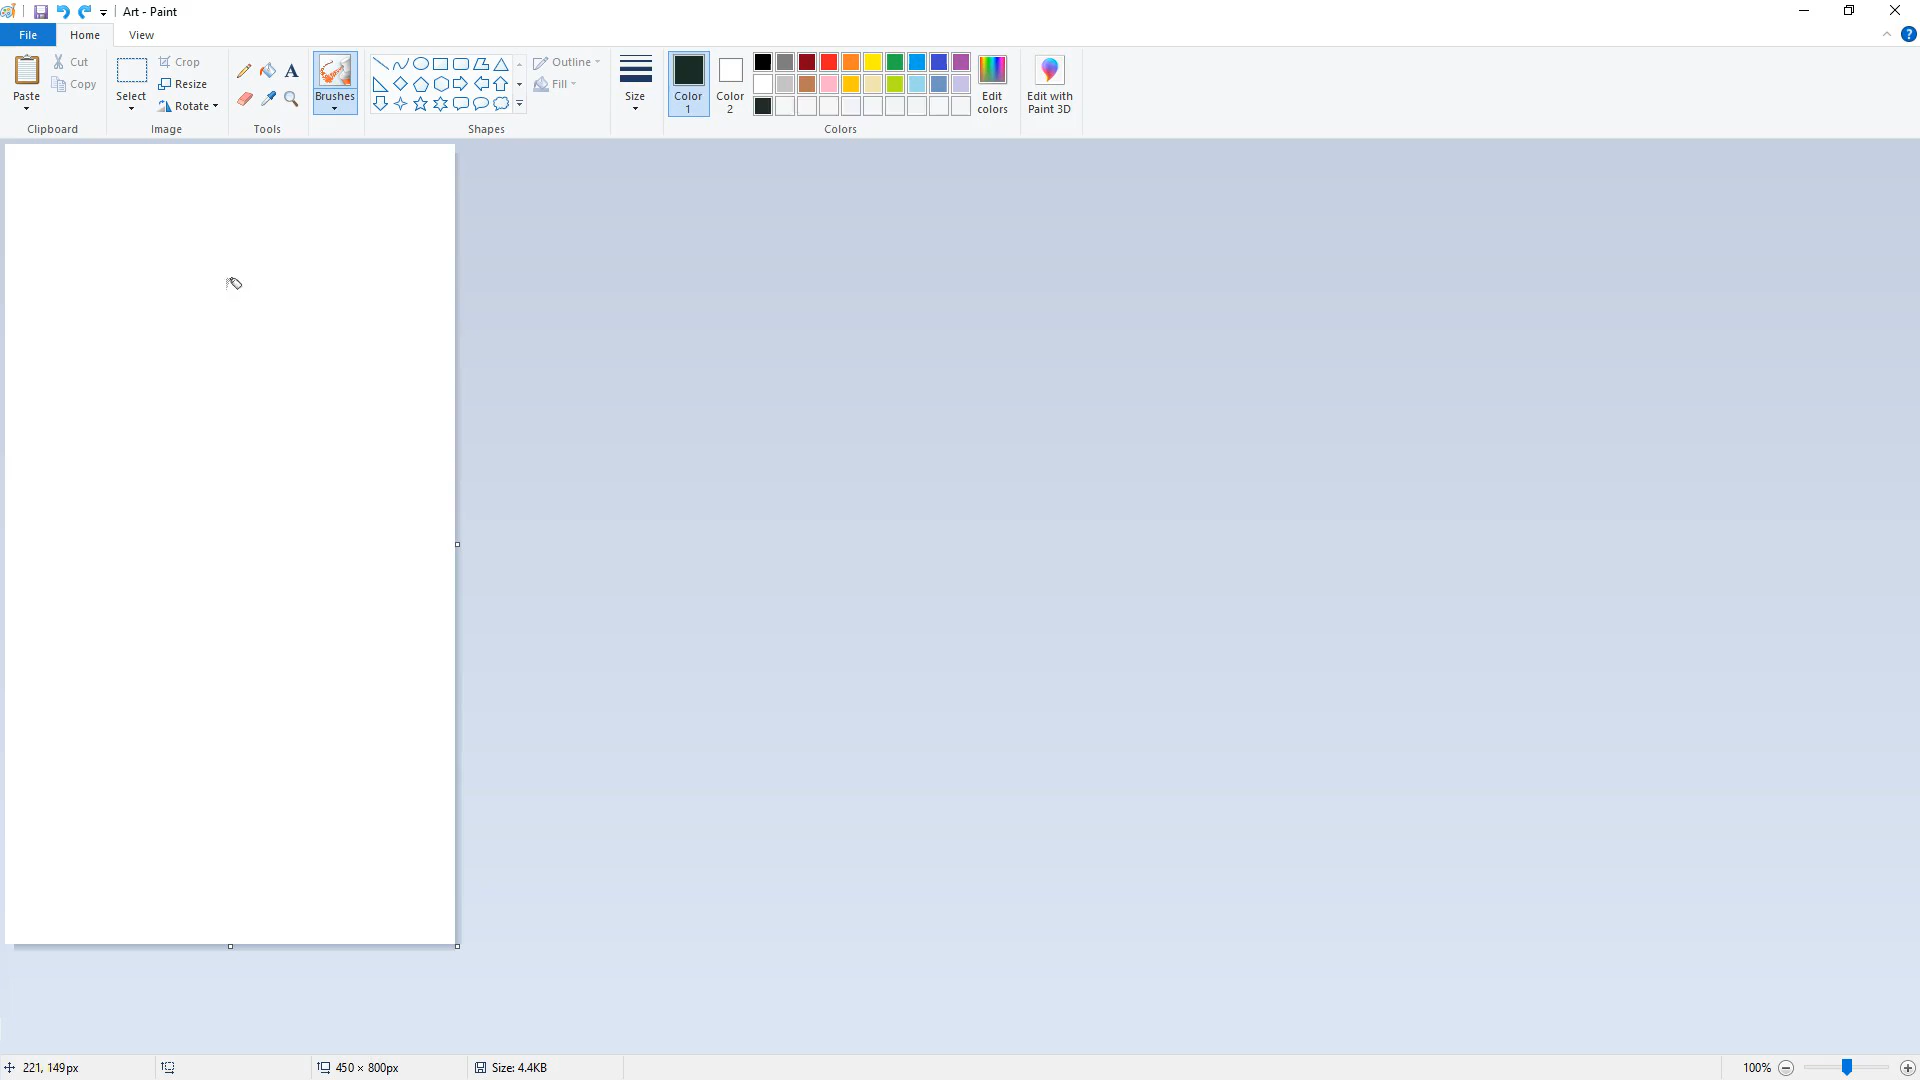 Art - Paint
File
Home
View
?
Paste
Cut
Copy
Clipboard
Select
Crop
Resize
Rotate
Image
A
Tools
Brushes
Outline
Fill
Shapes
Size
Color 1
Color 2
Edit colors
Colors
Edit with Paint 3D
221, 149px
450 × 800px
Size: 4.4KB
100%